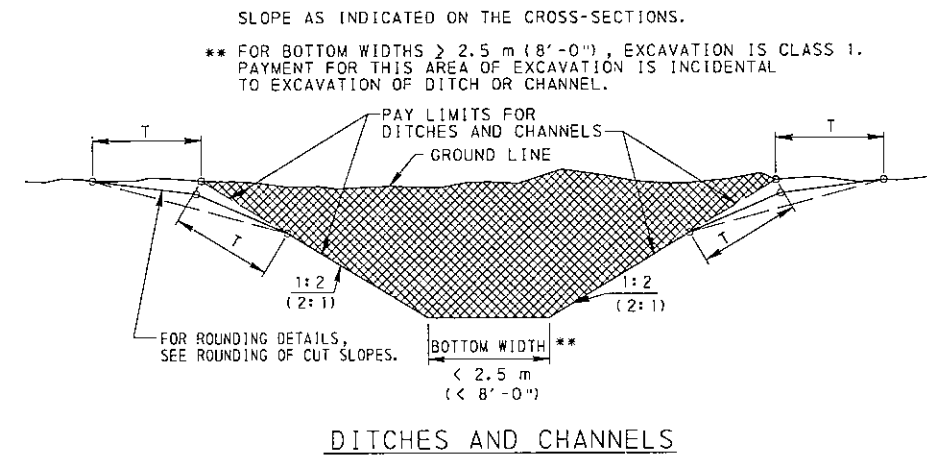 SLOPE AS INDICATED ON THE CROSS-SECTIONS.
** FOR BOTTOM WIDTHS ≥ 2.5 m (8'-0"), EXCAVATION IS CLASS 1.
PAYMENT FOR THIS AREA OF EXCAVATION IS INCIDENTAL
TO EXCAVATION OF DITCH OR CHANNEL.
T
PAY LIMITS FOR
DITCHES AND CHANNELS
T
GROUND LINE
T
T
1:2
(2:1)
1:2
(2:1)
FOR ROUNDING DETAILS,
SEE ROUNDING OF CUT SLOPES.
BOTTOM WIDTH **
< 2.5 m
(< 8'-0")
DITCHES AND CHANNELS